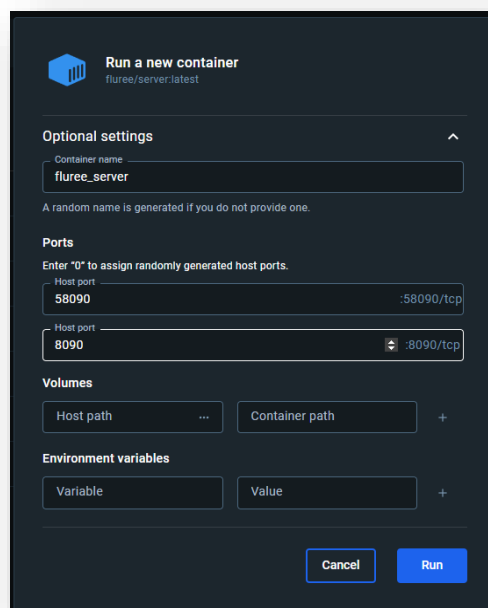 Run a new container
fluree/server:latest
Optional settings
Container name
fluree_server
A random name is generated if you do not provide one.
Ports
Enter "0" to assign randomly generated host ports.
Host port
58090 :58090/tcp
Host port
8090 :8090/tcp
Volumes
Host path ... Container path +
Environment variables
Variable Value +
Cancel Run